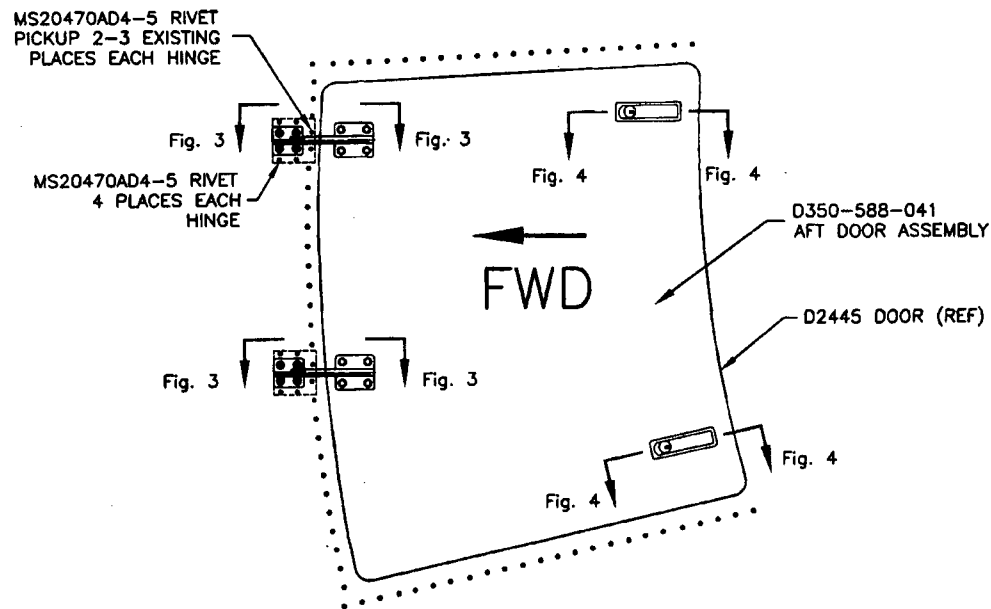 MS20470AD4-5 RIVET
PICKUP 2-3 EXISTING
PLACES EACH HINGE
Fig. 3
Fig. 3
MS20470AD4-5 RIVET
4 PLACES EACH
HINGE
Fig. 4
Fig. 4
D350-588-041
AFT DOOR ASSEMBLY
FWD
D2445 DOOR (REF)
Fig. 3
Fig. 3
Fig. 4
Fig. 4